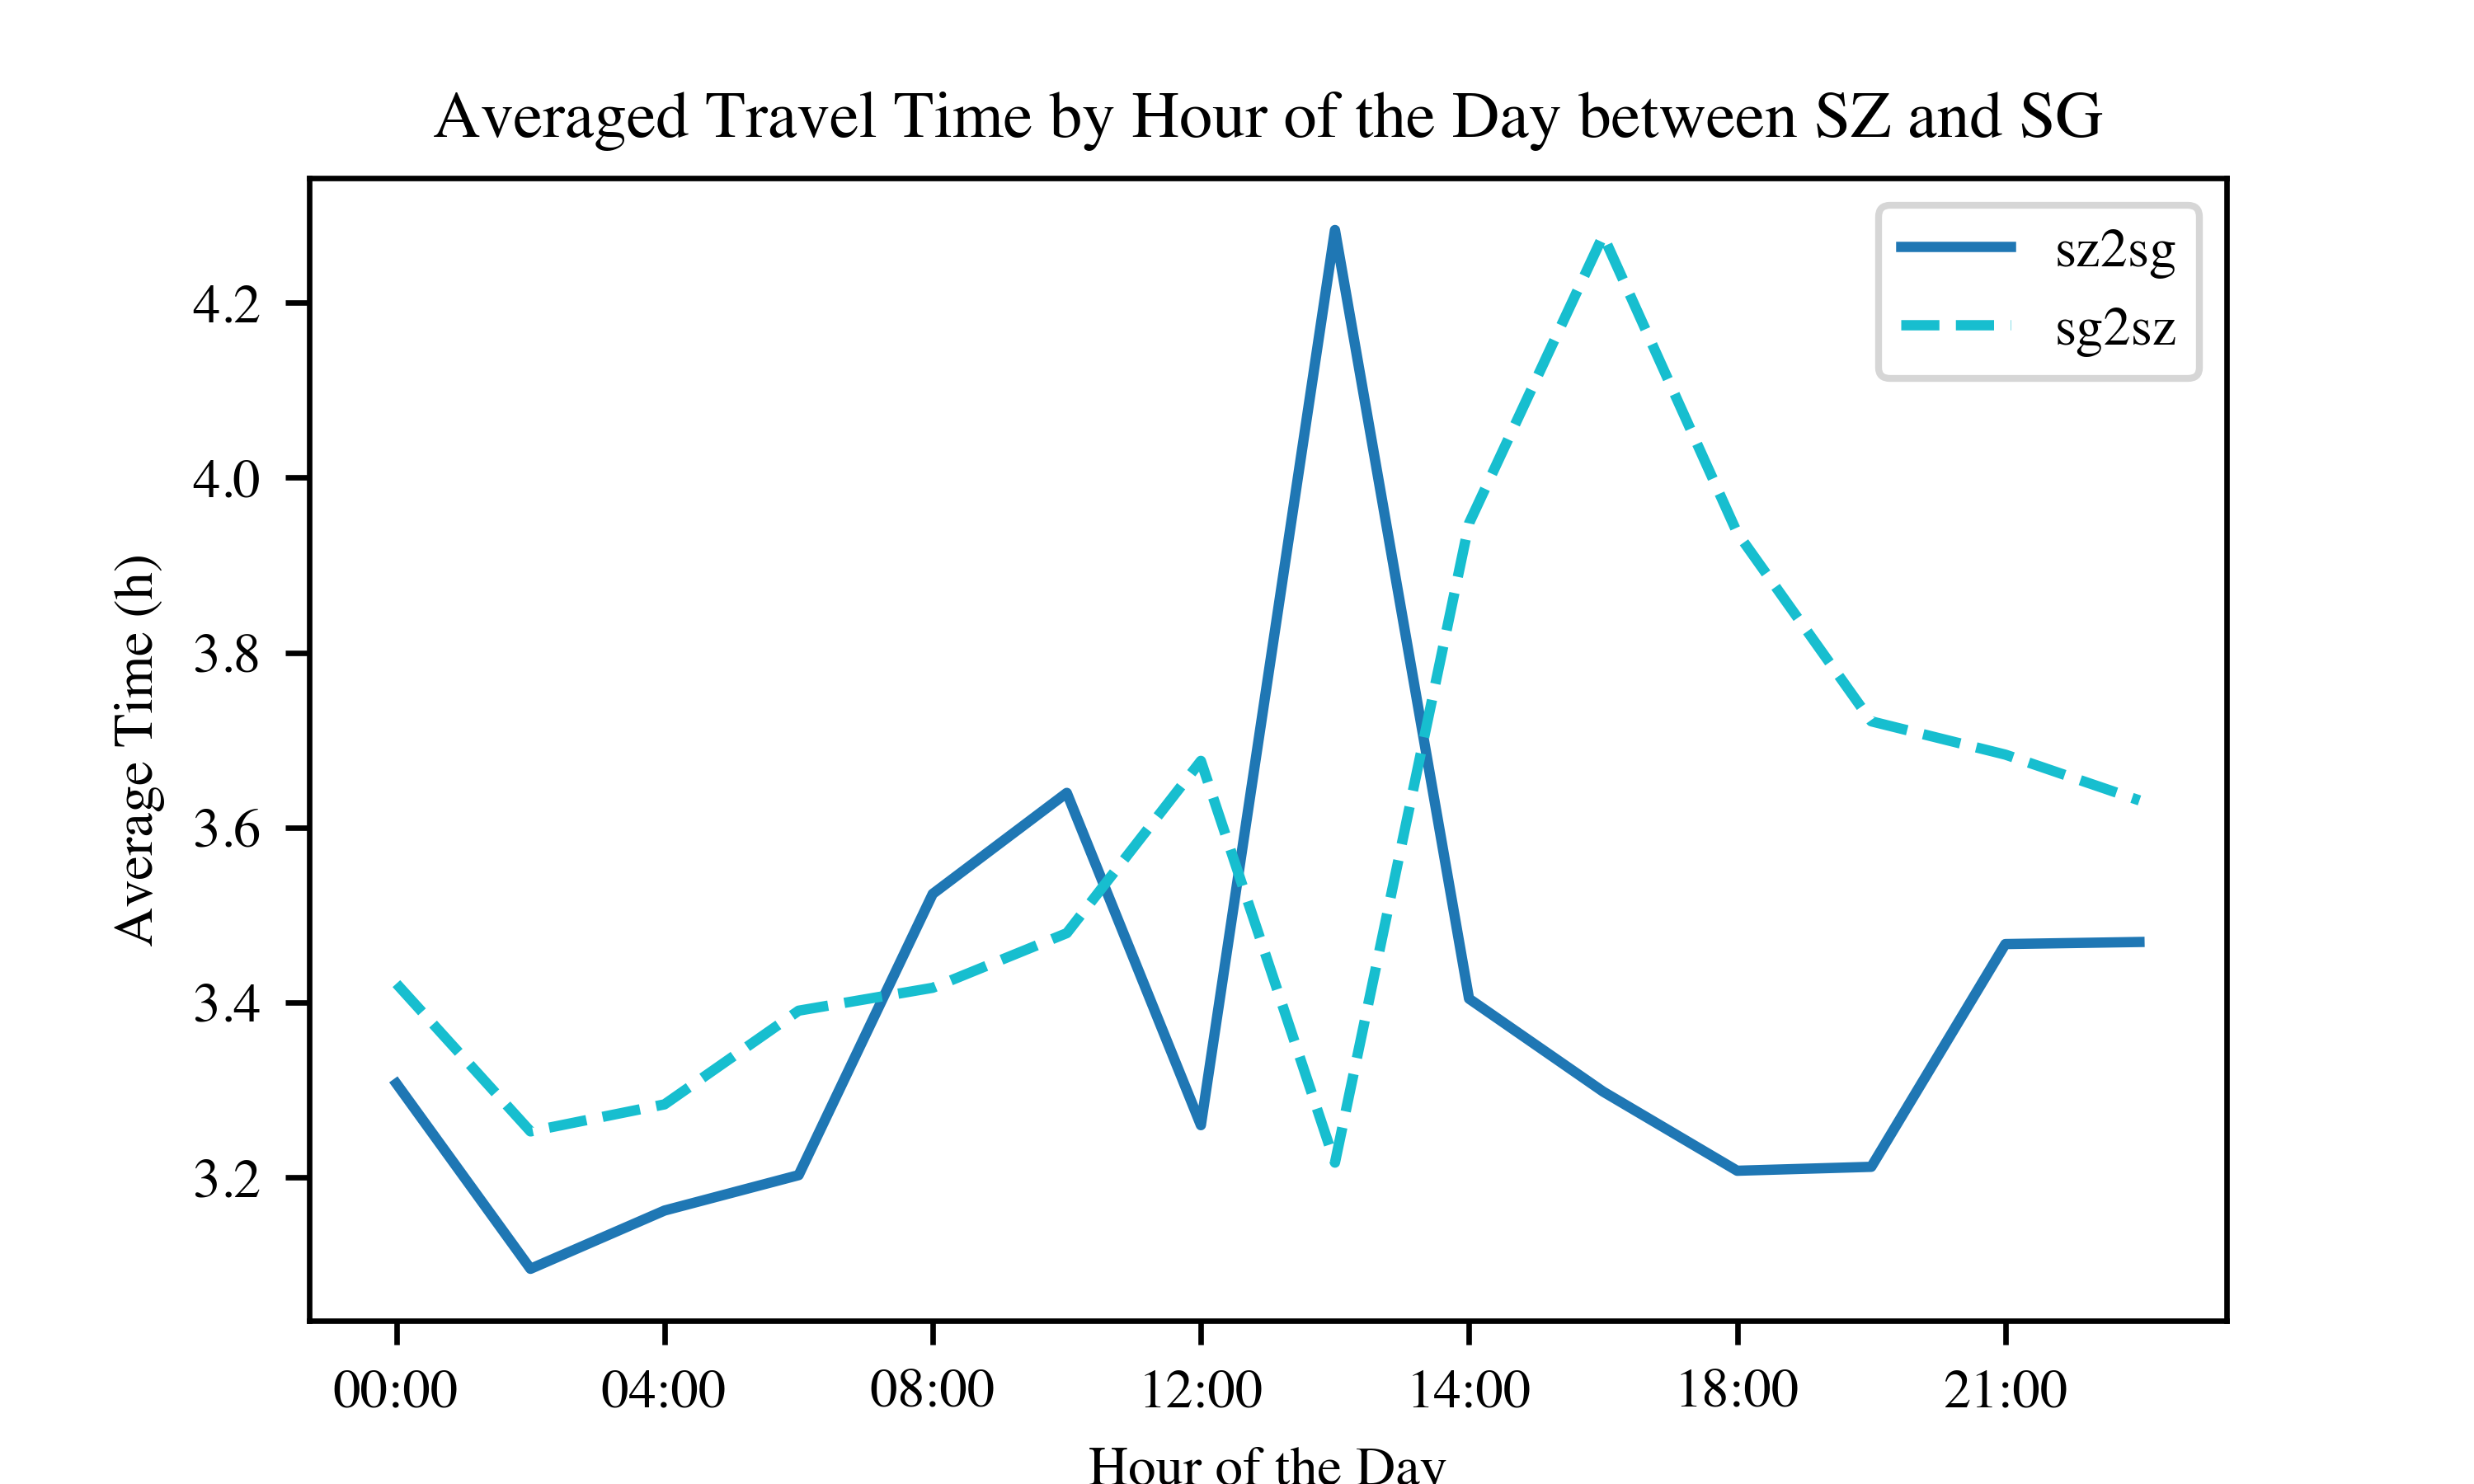 Averaged Travel Time by Hour of the Day between SZ and SG
sz2sg
sg2sz
4.2
4.0
3.8
3.6
3.4
3.2
Average Time (h)
00:00 04:00 08:00 12:00 14:00 18:00 21:00
Hour of the Day